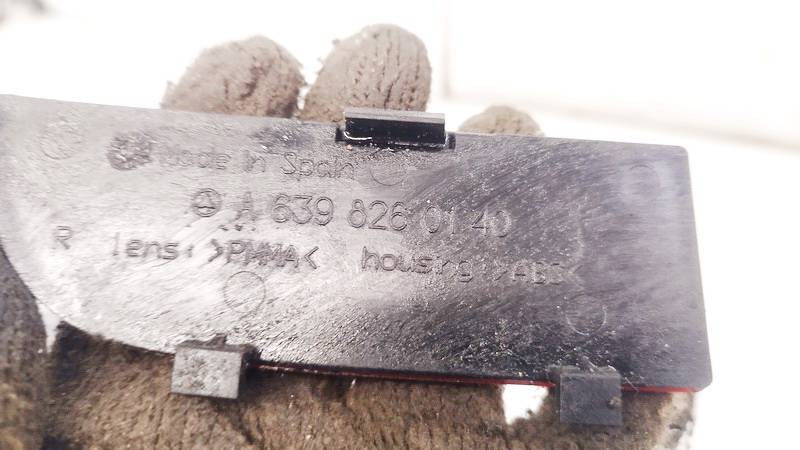 Made in Spain
A 639 826 01 40
R lens: >PMMA< housing: >ABS<